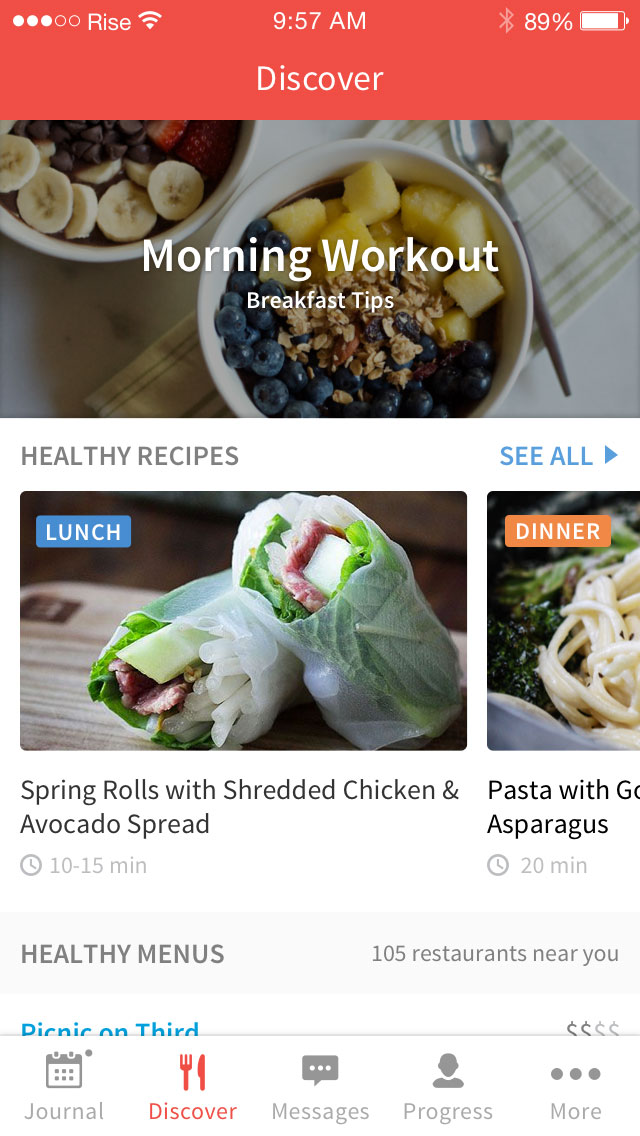 Rise 9:57 AM 89%
Discover
Morning Workout
Breakfast Tips
HEALTHY RECIPES SEE ALL
LUNCH DINNER
Spring Rolls with Shredded Chicken & Pasta with Go
Avocado Spread Asparagus
10-15 min 20 min
HEALTHY MENUS 105 restaurants near you
Picnic on Third $$$$
Journal Discover Messages Progress More